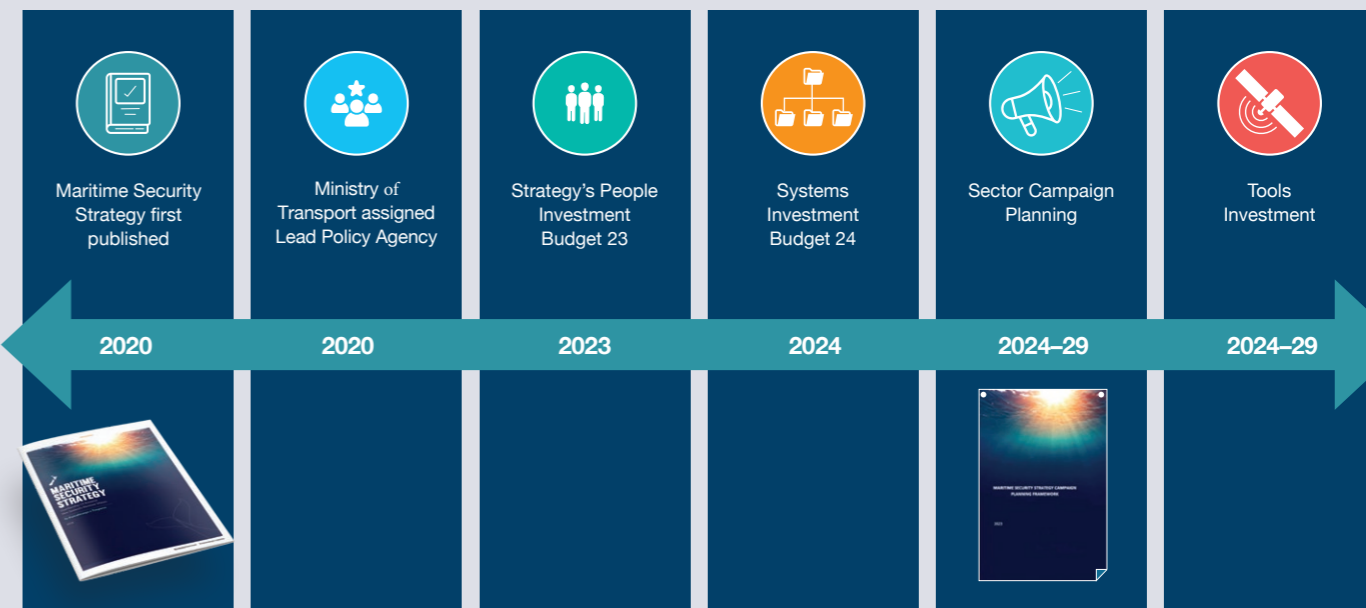 Maritime Security
Strategy first
published
Ministry of
Transport assigned
Lead Policy Agency
Strategy's People
Investment
Budget 23
Systems
Investment
Budget 24
Sector Campaign
Planning
Tools
Investment
2020
2020
2023
2024
2024–29
2024–29
MARITIME
SECURITY
STRATEGY
MARITIME SECURITY STRATEGY CAMPAIGN
PLANNING FRAMEWORK